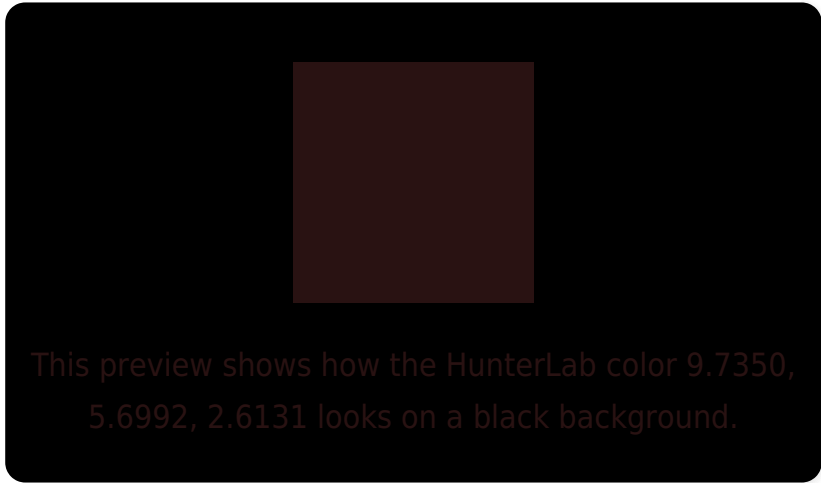 This preview shows how the HunterLab color 9.7350,
5.6992, 2.6131 looks on a black background.